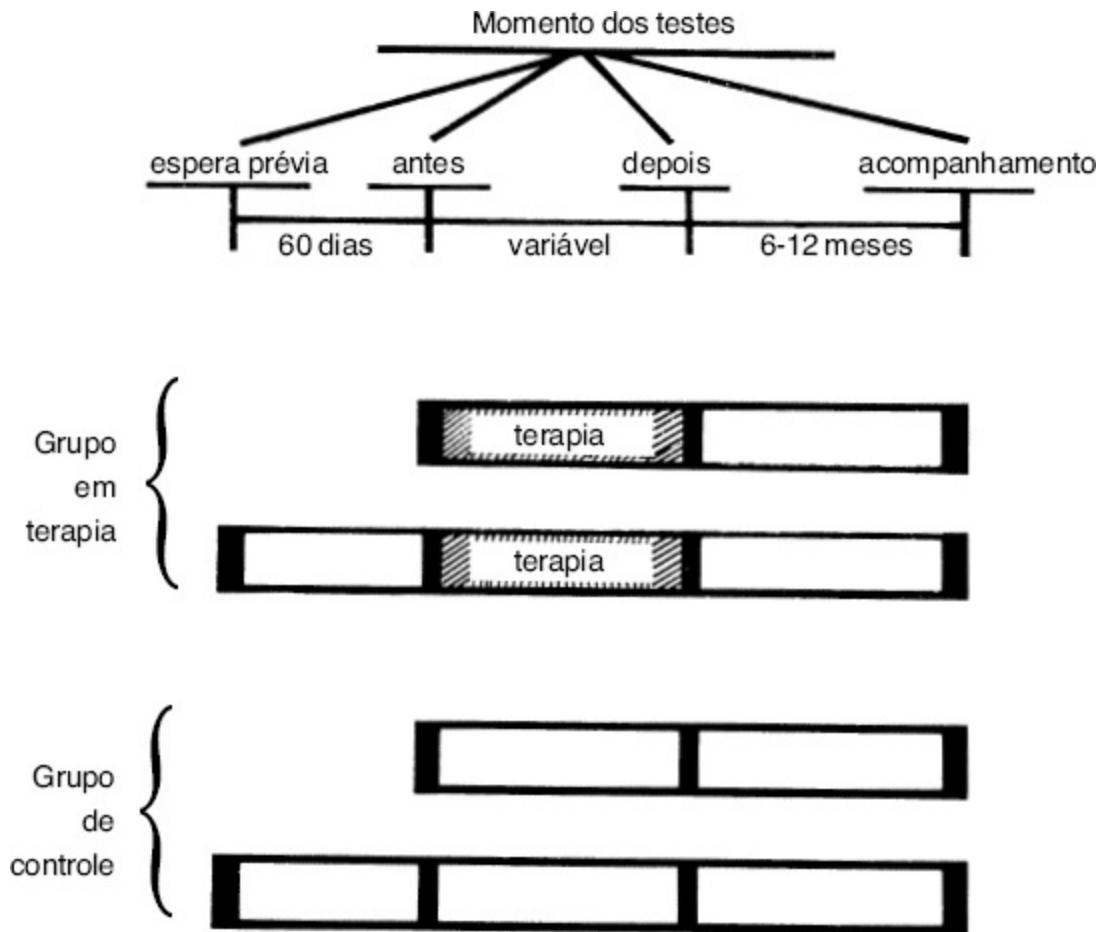 Momento dos testes
espera prévia antes depois acompanhamento
60 dias variável 6-12 meses
Grupo
em
terapia
terapia
terapia
Grupo
de
controle